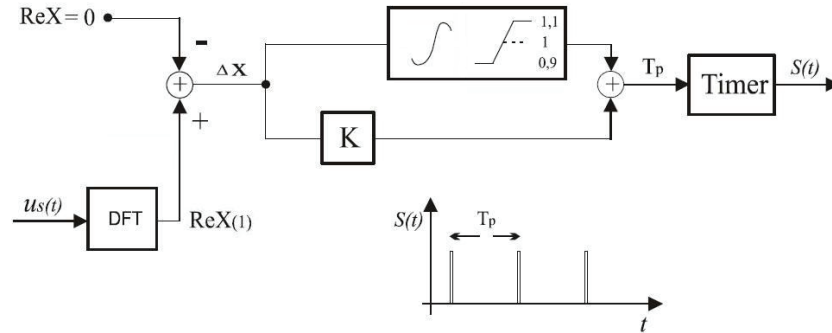 ReX = 0
-
+
ΔX
1,1
1
0,9
+
K
Tp
Timer
S(t)
+
us(t)
DFT
ReX(1)
S(t)
Tp
t